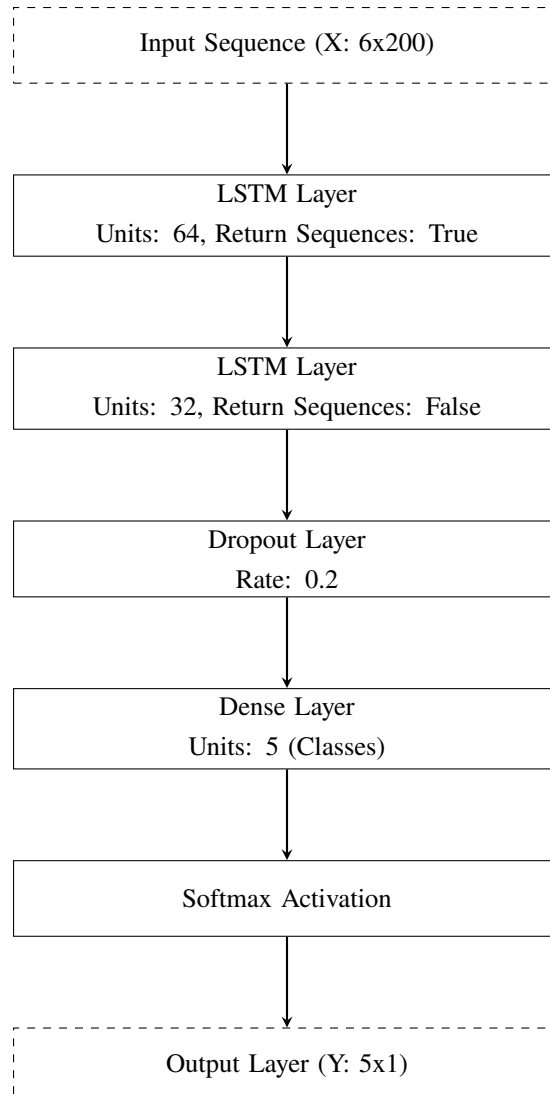 Input Sequence (X: 6x200)
LSTM Layer
Units: 64, Return Sequences: True
LSTM Layer
Units: 32, Return Sequences: False
Dropout Layer
Rate: 0.2
Dense Layer
Units: 5 (Classes)
Softmax Activation
Output Layer (Y: 5x1)